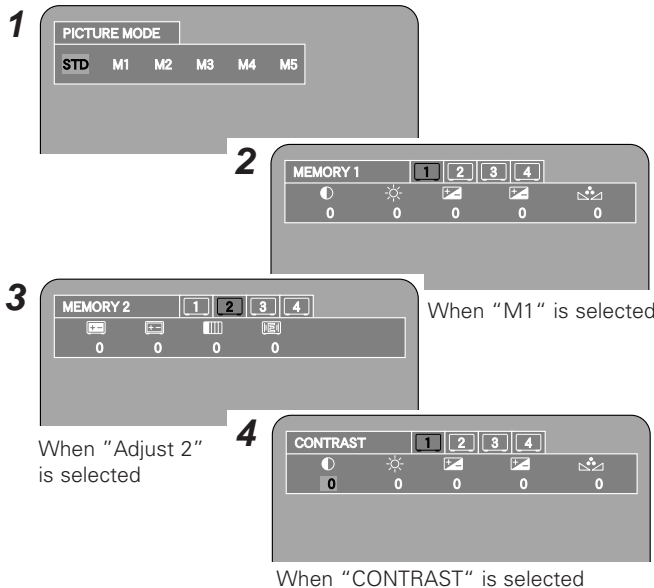 1
PICTURE MODE
STD M1 M2 M3 M4 M5
2
MEMORY 1 1 2 3 4
0 0 0 0 0
When "M1" is selected
3
MEMORY 2 1 2 3 4
0 0 0 0
When "Adjust 2"
is selected
4
CONTRAST 1 2 3 4
0 0 0 0 0
When "CONTRAST" is selected